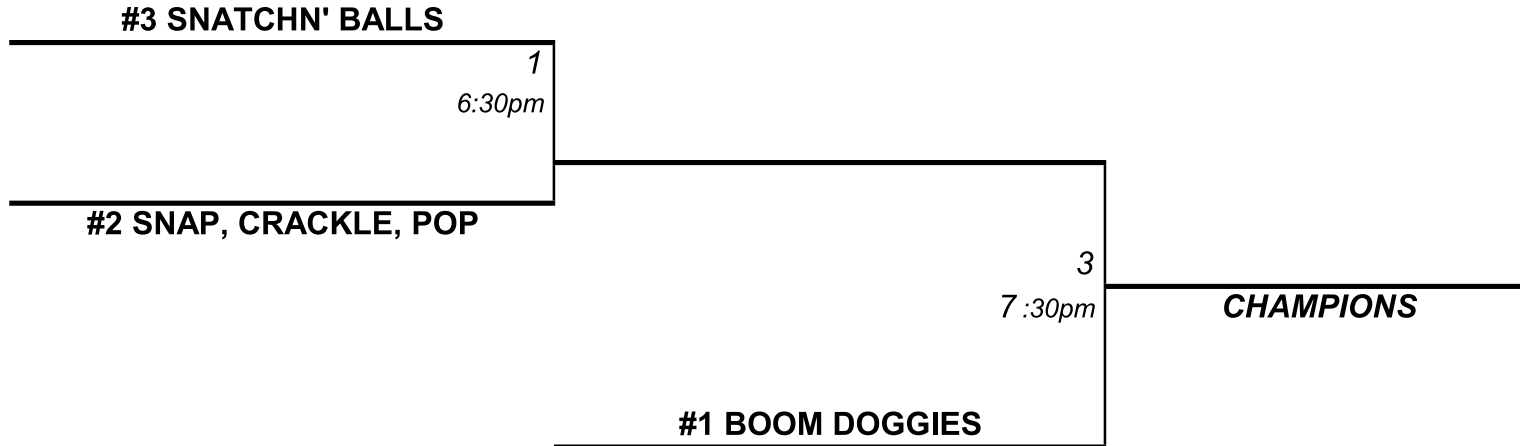 #3 SNATCHN' BALLS
1
6:30pm
#2 SNAP, CRACKLE, POP
3
7 :30pm
CHAMPIONS
#1 BOOM DOGGIES